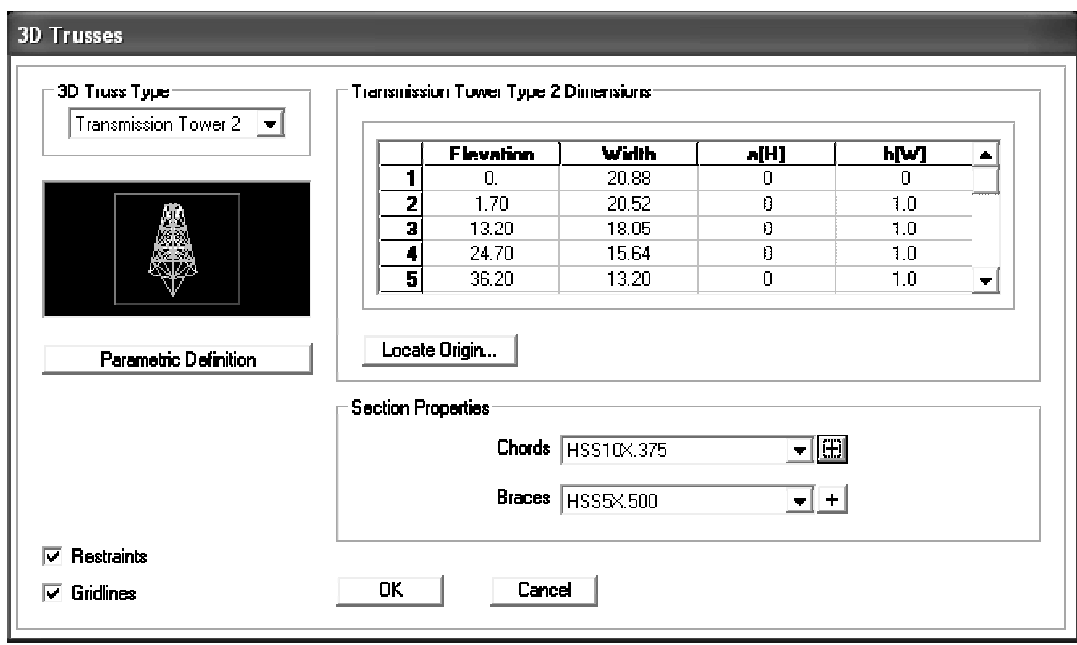 3D Trusses
3D Truss Type
Transmission Tower 2
Parametric Definition
Restraints
Gridlines
Transmission Tower Type 2 Dimensions
Elevation Width a[H] b[W]
1 0. 20.88 0 0
2 1.70 20.52 0 1.0
3 13.20 18.05 0 1.0
4 24.70 15.64 0 1.0
5 36.20 13.20 0 1.0
Locate Origin...
Section Properties
Chords HSS10X.375
Braces HSS5X.500 +
OK Cancel